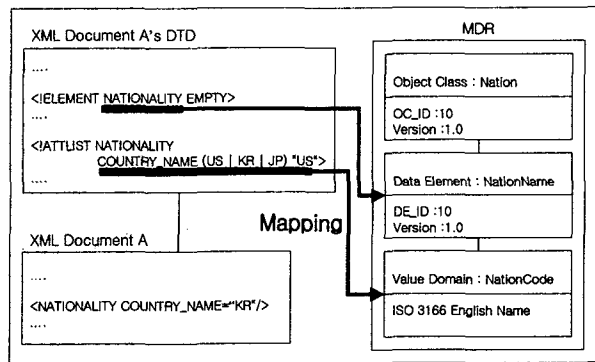 XML Document A's DTD
....
<!ELEMENT NATIONALITY EMPTY>
....
<!ATTLIST NATIONALITY
COUNTRY_NAME (US | KR | JP) "US">
....
XML Document A
....
<NATIONALITY COUNTRY_NAME="KR"/>
....
Mapping
MDR
Object Class : Nation
OC_ID :10
Version :1.0
Data Element : NationName
DE_ID :10
Version :1.0
Value Domain : NationCode
ISO 3166 English Name